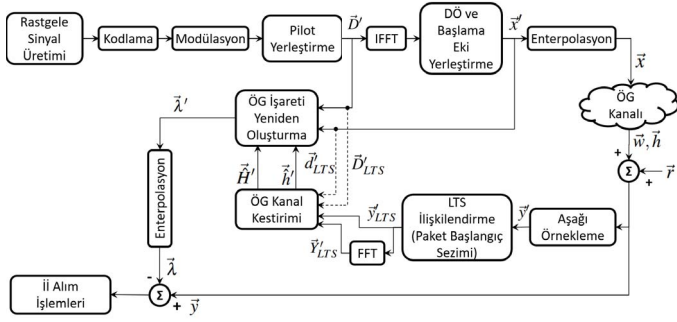 Rastgele
Sinyal
Üretimi
Kodlama
Modülasyon
Pilot
Yerleştirme
D⃗′
IFFT
DÖ ve
Başlama
Eki
Yerleştirme
x⃗′
Enterpolasyon
x⃗
ÖG
Kanalı
w⃗, h⃗
+
Σ
+
r⃗
λ⃗′
ÖG İşareti
Yeniden
Oluşturma
Ĥ⃗′
ĥ⃗′
d⃗′LTS
D⃗′LTS
ÖG Kanal
Kestirimi
y⃗′LTS
Y⃗′LTS
FFT
LTS
İlişkilendirme
(Paket Başlangıç
Sezimi)
y⃗′
Aşağı
Örnekleme
Enterpolasyon
λ⃗
-
Σ
+
y⃗
İİ Alım
İşlemleri